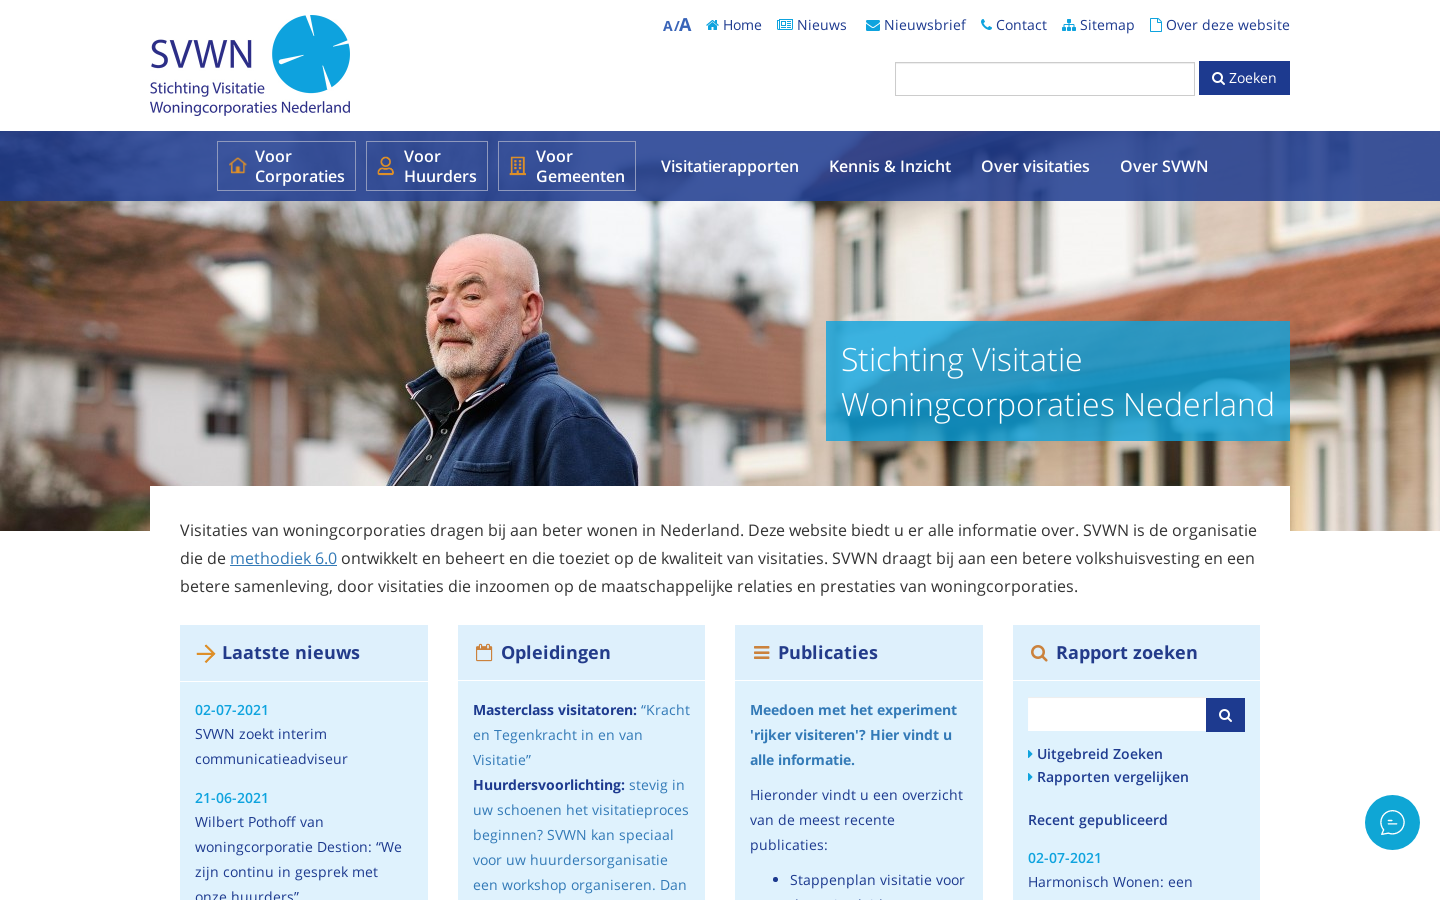 SVWN
Stichting Visitatie
Woningcorporaties Nederland
A/A Home Nieuws Nieuwsbrief Contact Sitemap Over deze website
Zoeken
Voor Corporaties
Voor Huurders
Voor Gemeenten
Visitatierapporten Kennis & Inzicht Over visitaties Over SVWN
Stichting Visitatie
Woningcorporaties Nederland
Visitaties van woningcorporaties dragen bij aan beter wonen in Nederland. Deze website biedt u er alle informatie over. SVWN is de organisatie
die de methodiek 6.0 ontwikkelt en beheert en die toeziet op de kwaliteit van visitaties. SVWN draagt bij aan een betere volkshuisvesting en een
betere samenleving, door visitaties die inzoomen op de maatschappelijke relaties en prestaties van woningcorporaties.
Laatste nieuws
02-07-2021
SVWN zoekt interim
communicatieadviseur
21-06-2021
Wilbert Pothoff van
woningcorporatie Destion: “We
zijn continu in gesprek met
onze huurders”
Opleidingen
Masterclass visitatoren: “Kracht
en Tegenkracht in en van
Visitatie”
Huurdersvoorlichting: stevig in
uw schoenen het visitatieproces
beginnen? SVWN kan speciaal
voor uw huurdersorganisatie
een workshop organiseren. Dan
Publicaties
Meedoen met het experiment
'rijker visiteren'? Hier vindt u
alle informatie.
Hieronder vindt u een overzicht
van de meest recente
publicaties:
Stappenplan visitatie voor
Rapport zoeken
Uitgebreid Zoeken
Rapporten vergelijken
Recent gepubliceerd
02-07-2021
Harmonisch Wonen: een